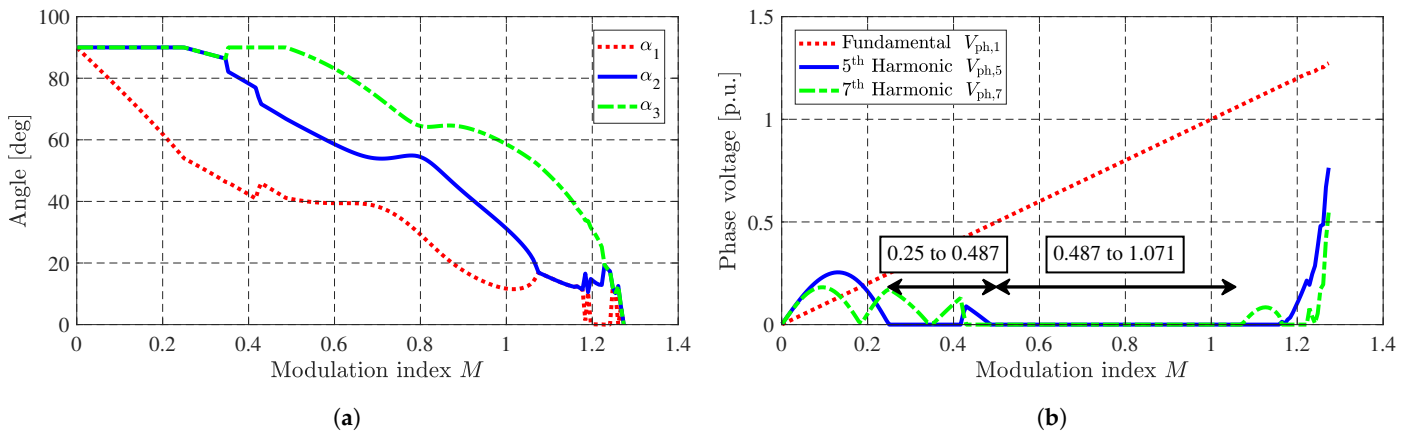 100
80
60
40
20
0
0 0.2 0.4 0.6 0.8 1 1.2 1.4
Angle [deg]
Modulation index M
α1
α2
α3
(a)
1.5
1
0.5
0
0 0.2 0.4 0.6 0.8 1 1.2 1.4
Phase voltage [p.u.]
Modulation index M
Fundamental Vph,1
5th Harmonic Vph,5
7th Harmonic Vph,7
0.25 to 0.487
0.487 to 1.071
(b)